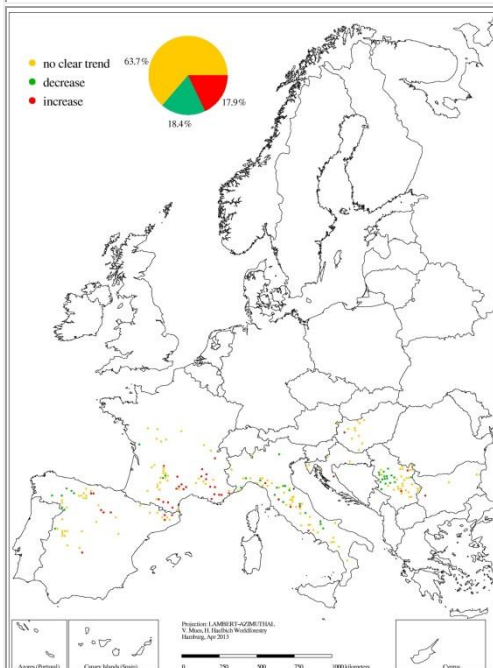 no clear trend
decrease
increase
63.7%
17.9%
18.4%
Projection: LAMBERT-AZIMUTHAL
V. Mues, H. Haelbich Worldforestry
Hamburg, Apr 2013
Azores (Portugal)
Canary Islands (Spain)
0 250 500 750 1000 kilometers
Cyprus